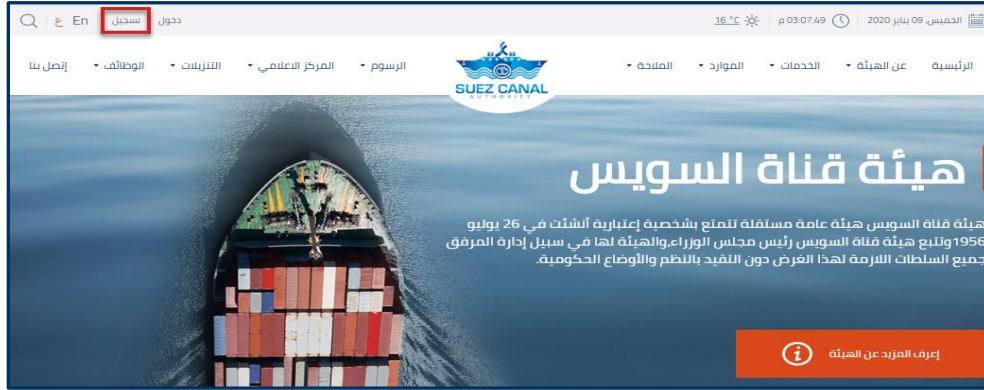 الخميس, 09 يناير 2020 03:07:49 م 16 °C دخول تسجيل En ع
الرئيسية عن الهيئة الخدمات الموارد الملاحة الرسوم المركز الاعلامي التنزيلات الوظائف إتصل بنا
SUEZ CANAL
AUTHORITY
هيئة قناة السويس
هيئة قناة السويس هيئة عامة مستقلة تتمتع بشخصية إعتبارية أنشئت في 26 يوليو
1956وتتبع هيئة قناة السويس رئيس مجلس الوزراء,والهيئة لها في سبيل إدارة المرفق
جميع السلطات اللازمة لهذا الغرض دون التقيد بالنظم والأوضاع الحكومية.
إعرف المزيد عن الهيئة